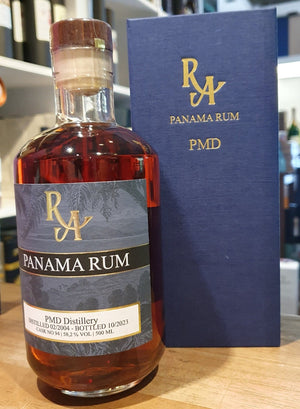 RA
PANAMA RUM
PMD Distillery
DISTILLED 02/2004 - BOTTLED 10/2023
CASK NO 94 | 58,2 % VOL | 500 ML
RA
PANAMA RUM
PMD